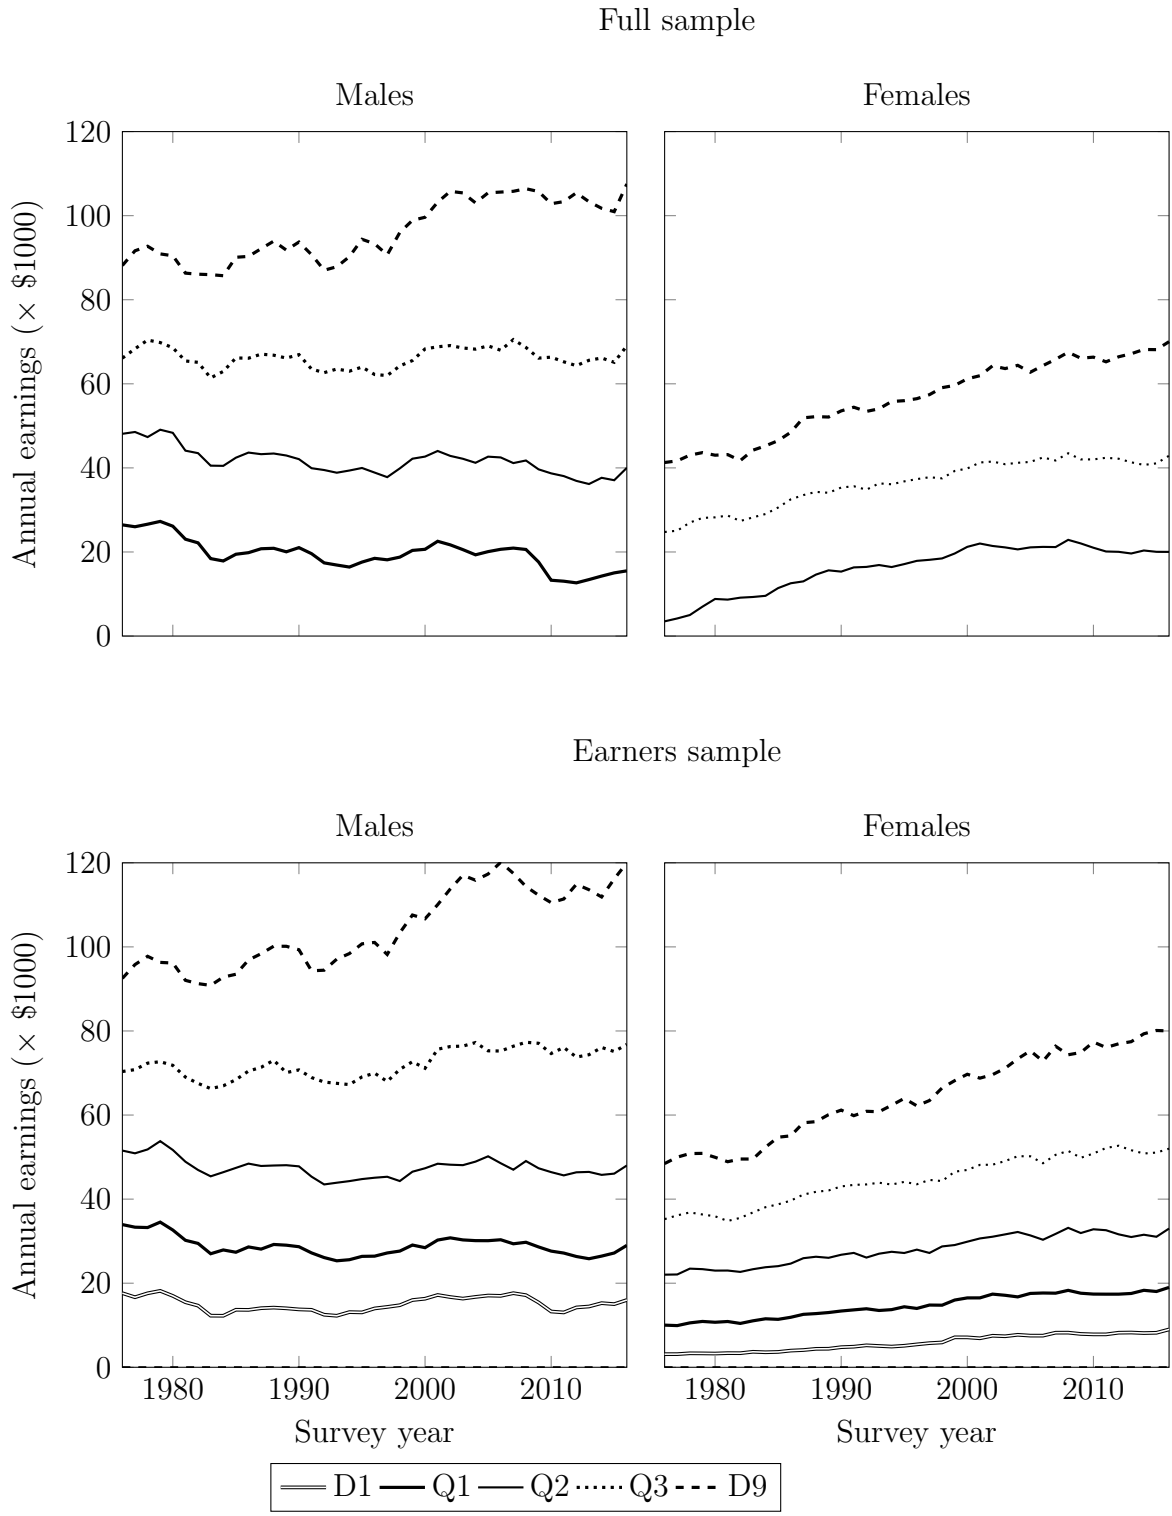 Full sample
Males
Females
120
100
80
60
40
20
0
Annual earnings (× $1000)
Earners sample
Males
Females
120
100
80
60
40
20
0
Annual earnings (× $1000)
1980 1990 2000 2010
1980 1990 2000 2010
Survey year
Survey year
D1 Q1 Q2 Q3 D9